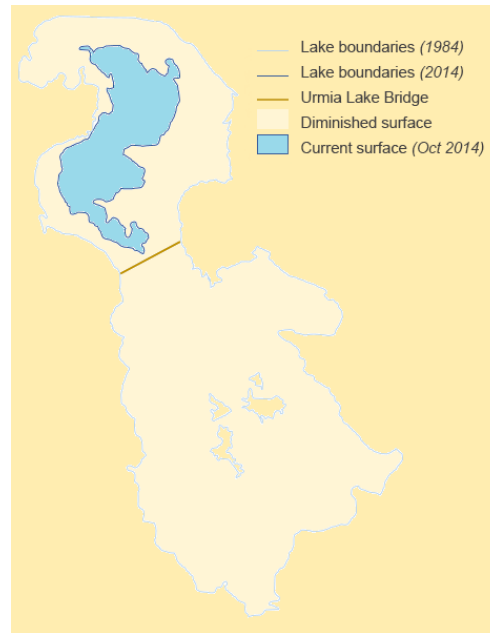 Lake boundaries (1984)
Lake boundaries (2014)
Urmia Lake Bridge
Diminished surface
Current surface (Oct 2014)